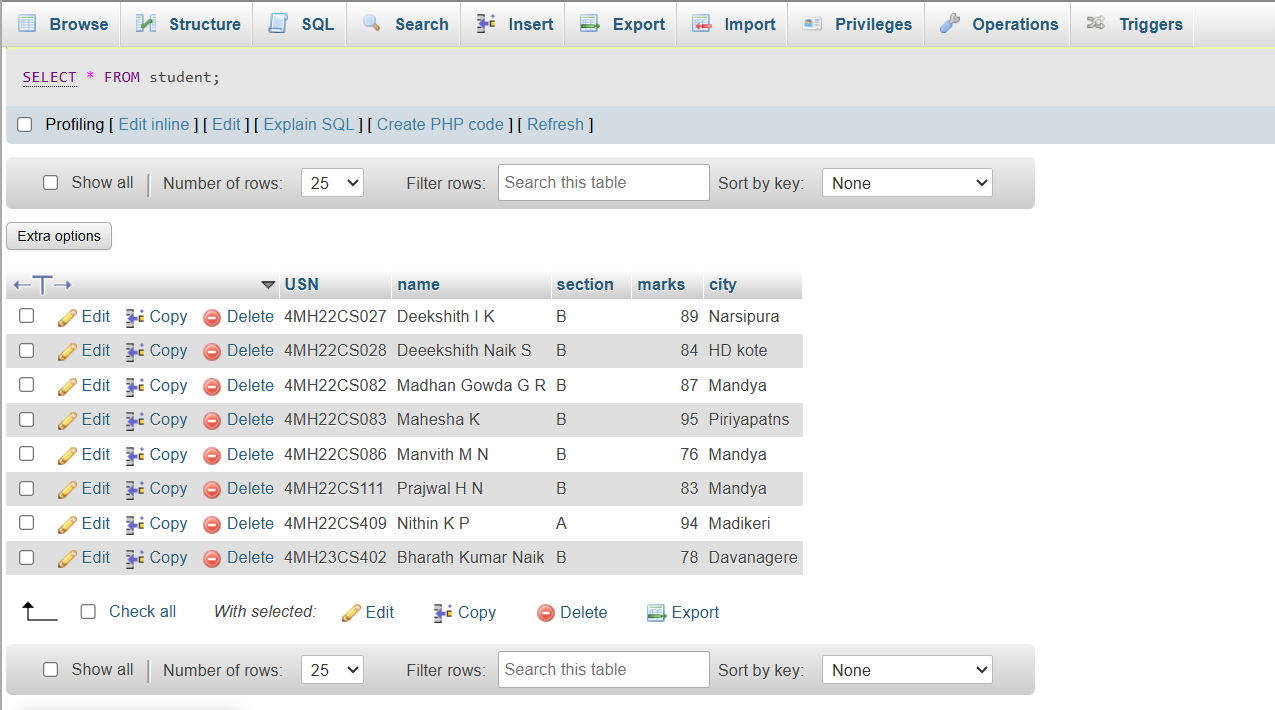 Browse Structure SQL Search Insert Export Import Privileges Operations Triggers
SELECT * FROM student;
Profiling [ Edit inline ] [ Edit ] [ Explain SQL ] [ Create PHP code ] [ Refresh ]
Show all Number of rows: 25 Filter rows: Search this table Sort by key: None
Extra options
USN name section marks city
Edit Copy Delete 4MH22CS027 Deekshith I K B 89 Narsipura
Edit Copy Delete 4MH22CS028 Deeekshith Naik S B 84 HD kote
Edit Copy Delete 4MH22CS082 Madhan Gowda G R B 87 Mandya
Edit Copy Delete 4MH22CS083 Mahesha K B 95 Piriyapatns
Edit Copy Delete 4MH22CS086 Manvith M N B 76 Mandya
Edit Copy Delete 4MH22CS111 Prajwal H N B 83 Mandya
Edit Copy Delete 4MH22CS409 Nithin K P A 94 Madikeri
Edit Copy Delete 4MH23CS402 Bharath Kumar Naik B 78 Davanagere
Check all With selected: Edit Copy Delete Export
Show all Number of rows: 25 Filter rows: Search this table Sort by key: None